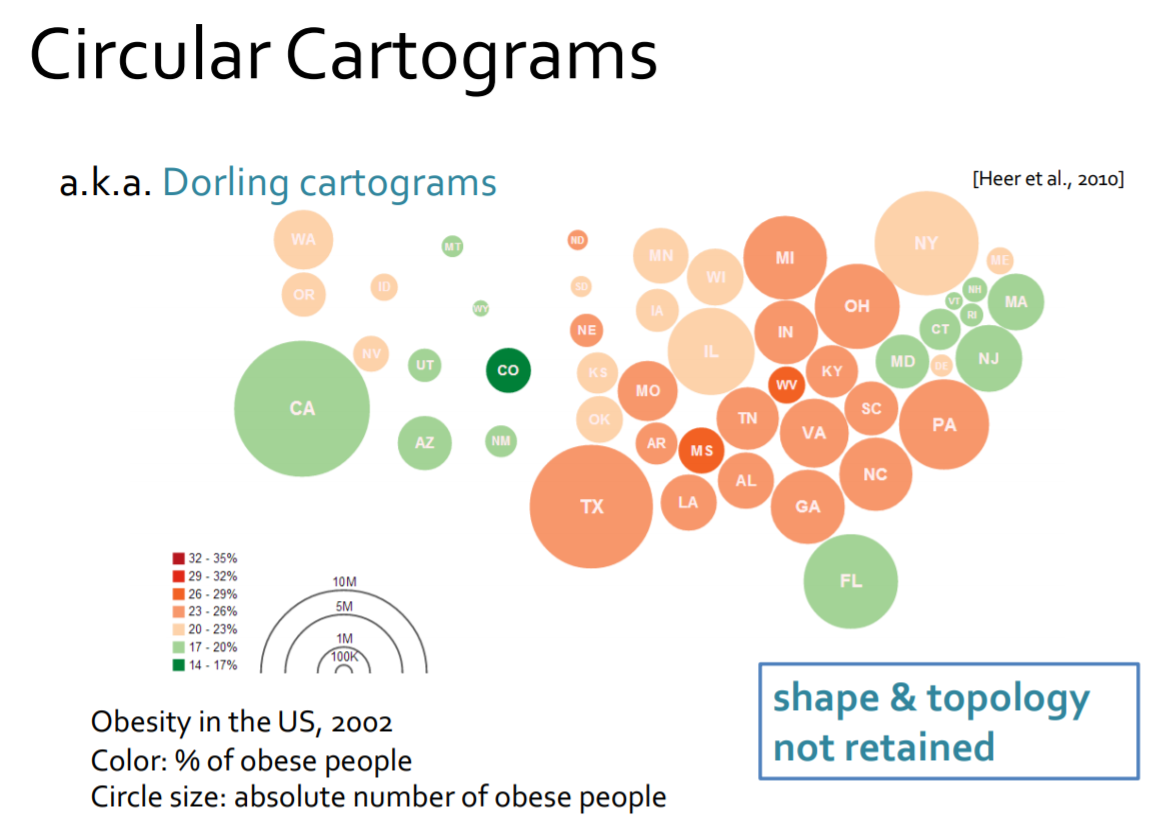 Circular Cartograms
a.k.a. Dorling cartograms
[Heer et al., 2010]
WA
OR
ID
MT
WY
NV
UT
CO
CA
AZ
NM
ND
SD
NE
KS
OK
TX
MN
WI
IA
IL
MO
AR
MS
LA
MI
IN
OH
KY
WV
TN
VA
SC
AL
GA
NC
FL
NY
ME
NH
VT
RI
MA
CT
MD
DE
NJ
PA
32 - 35%
29 - 32%
26 - 29%
23 - 26%
20 - 23%
17 - 20%
14 - 17%
10M
5M
1M
100K
Obesity in the US, 2002
Color: % of obese people
Circle size: absolute number of obese people
shape & topology
not retained